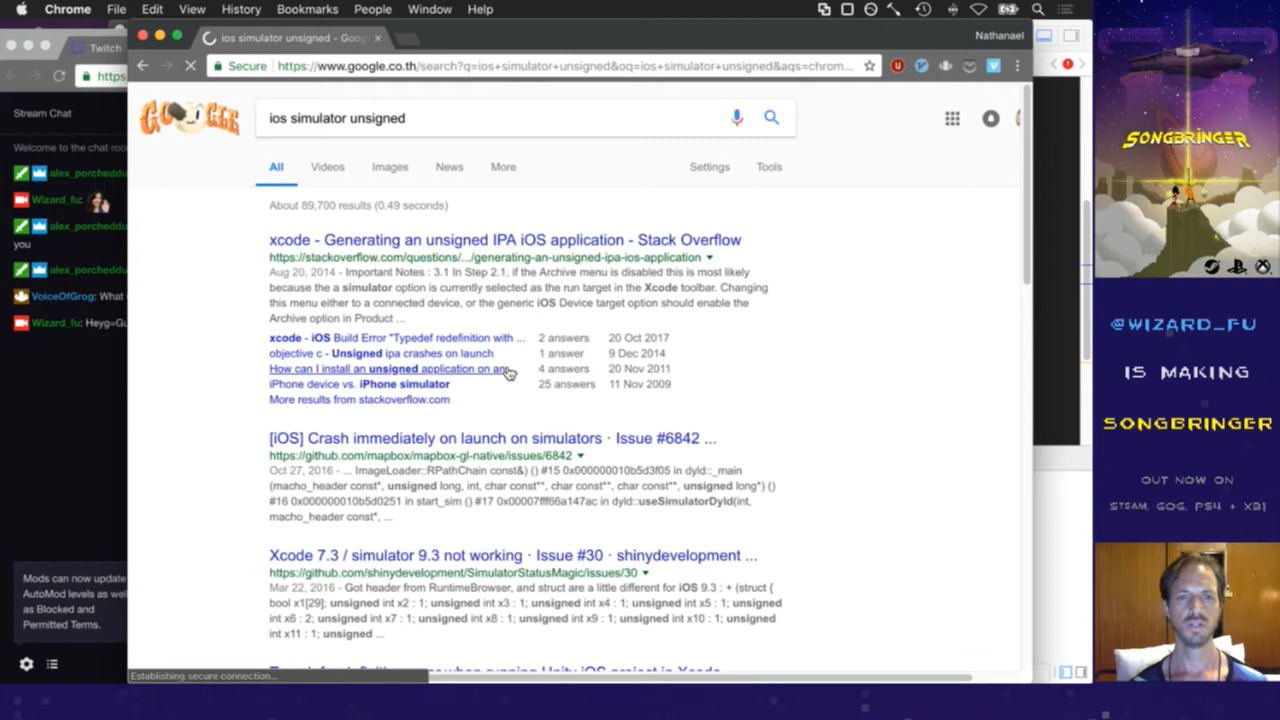 Chrome File Edit View History Bookmarks People Window Help
Twitch
https:
Stream Chat
Welcome to the chat roo
alex_porcheddu
Wizard_fu:
alex_porcheddu
you
alex_porcheddu
VoiceOfGrog: What
Wizard_fu: Heyg=Gu
Mods can now update
AutoMod levels as well
as Blocked and
Permitted Terms.
ios simulator unsigned - Goo
Nathanael
Secure https://www.google.co.th/search?q=ios+simulator+unsigned&oq=ios+simulator+unsigned&aqs=chrom...
ios simulator unsigned
All Videos Images News More Settings Tools
About 89,700 results (0.49 seconds)
xcode - Generating an unsigned IPA iOS application - Stack Overflow
https://stackoverflow.com/questions/.../generating-an-unsigned-ipa-ios-application
Aug 20, 2014 - Important Notes : 3.1 In Step 2.1, if the Archive menu is disabled this is most likely
because the a simulator option is currently selected as the run target in the Xcode toolbar. Changing
this menu either to a connected device, or the generic iOS Device target option should enable the
Archive option in Product ...
xcode - iOS Build Error "Typedef redefinition with ... 2 answers 20 Oct 2017
objective c - Unsigned ipa crashes on launch 1 answer 9 Dec 2014
How can I install an unsigned application on an 4 answers 20 Nov 2011
iPhone device vs. iPhone simulator 25 answers 11 Nov 2009
More results from stackoverflow.com
[iOS] Crash immediately on launch on simulators · Issue #6842 ...
https://github.com/mapbox/mapbox-gl-native/issues/6842
Oct 27, 2016 - ... ImageLoader::RPathChain const&) () #15 0x000000010b5d3f05 in dyld::_main
(macho_header const*, unsigned long, int, char const**, char const**, char const**, unsigned long*) ()
#16 0x000000010b5d0251 in start_sim () #17 0x00007fff66a147ac in dyld::useSimulatorDyld(int,
macho_header const*, ...
Xcode 7.3 / simulator 9.3 not working · Issue #30 · shinydevelopment ...
https://github.com/shinydevelopment/SimulatorStatusMagic/issues/30
Mar 22, 2016 - Got header from RuntimeBrowser, and struct are a little different for iOS 9.3 : + (struct {
bool x1[29]; unsigned int x2 : 1; unsigned int x3 : 1; unsigned int x4 : 1; unsigned int x5 : 1; unsigned
int x6 : 2; unsigned int x7 : 1; unsigned int x8 : 1; unsigned int x9 : 1; unsigned int x10 : 1; unsigned
int x11 : 1; unsigned ...
Establishing secure connection...
SONGBRINGER
@WIZARD_FU
IS MAKING
SONGBRINGER
OUT NOW ON
STEAM, GOG, PS4 + XB1